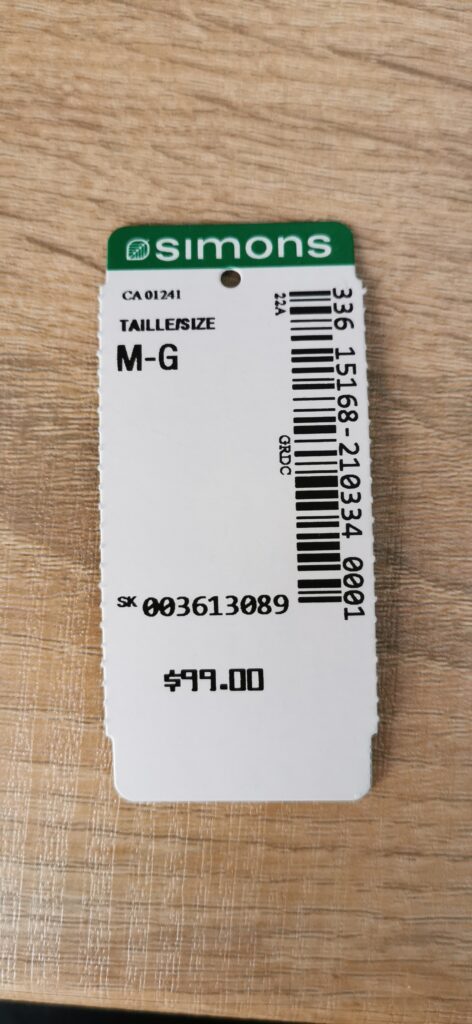 simons
CA 01241
TAILLE/SIZE
M-G
SK 003613089
$99.00
22A
GRDC
336 15168-210334 0001